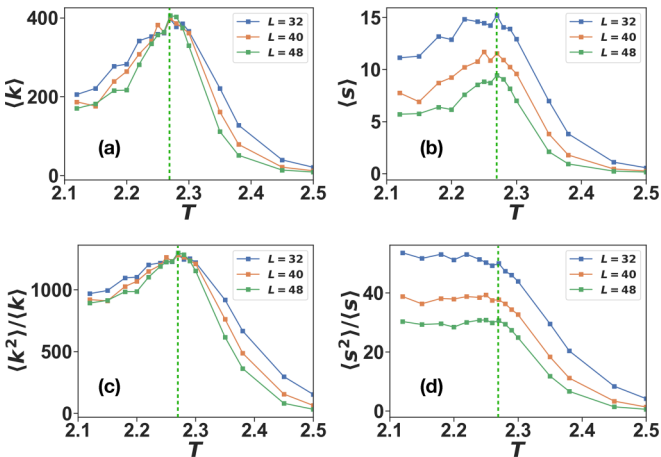 ⟨k⟩
400
200
0
L = 32
L = 40
L = 48
(a)
2.1 2.2 2.3 2.4 2.5
T
⟨s⟩
15
10
5
0
L = 32
L = 40
L = 48
(b)
2.1 2.2 2.3 2.4 2.5
T
⟨k²⟩/⟨k⟩
1000
500
0
L = 32
L = 40
L = 48
(c)
2.1 2.2 2.3 2.4 2.5
T
⟨s²⟩/⟨s⟩
40
20
0
L = 32
L = 40
L = 48
(d)
2.1 2.2 2.3 2.4 2.5
T